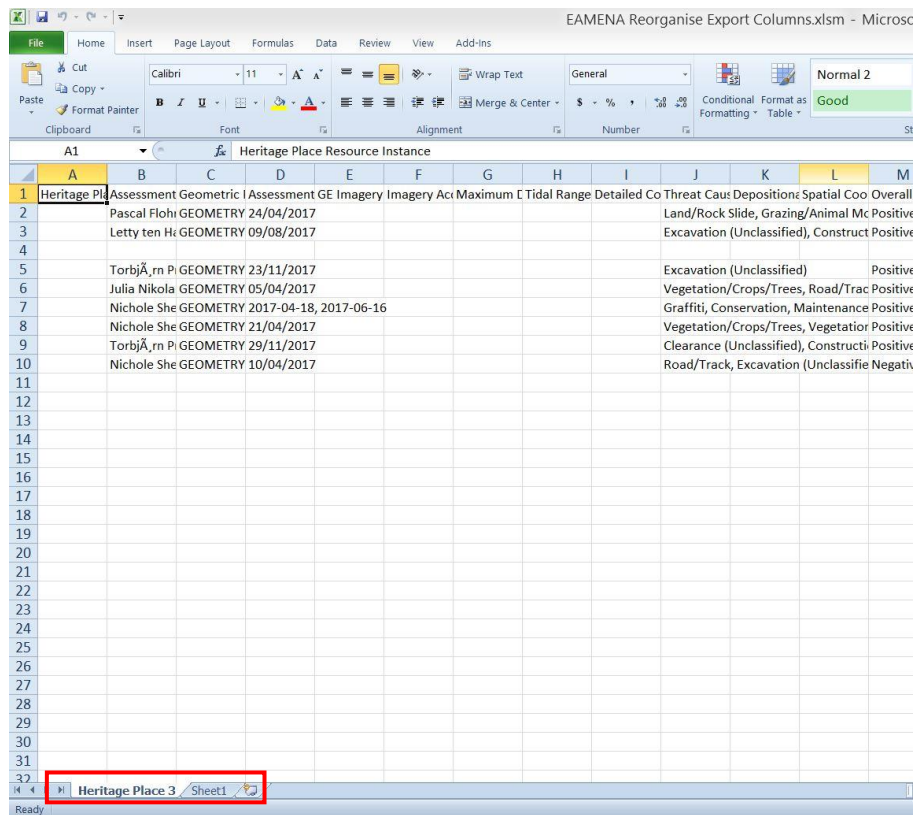 EAMENA Reorganise Export Columns.xlsm - Microso
File Home Insert Page Layout Formulas Data Review View Add-Ins
Paste
Cut
Copy
Format Painter
Clipboard
Calibri 11
B I U
Font
Wrap Text
Merge & Center
Alignment
General
$ % ,
Number
Conditional Formatting
Format as Table
Normal 2
Good
St
A1 fx Heritage Place Resource Instance
A B C D E F G H I J K L M
1 Heritage Pla Assessment Geometric I Assessment GE Imagery Imagery Acc Maximum D Tidal Range Detailed Co Threat Caus Depositiona Spatial Coo Overall
2 Pascal Flohr GEOMETRY 24/04/2017 Land/Rock Slide, Grazing/Animal Mo Positive
3 Letty ten Ha GEOMETRY 09/08/2017 Excavation (Unclassified), Construct Positive
4
5 TorbjÃ¸rn Pr GEOMETRY 23/11/2017 Excavation (Unclassified) Positive
6 Julia Nikola GEOMETRY 05/04/2017 Vegetation/Crops/Trees, Road/Trac Positive
7 Nichole She GEOMETRY 2017-04-18, 2017-06-16 Graffiti, Conservation, Maintenance Positive
8 Nichole She GEOMETRY 21/04/2017 Vegetation/Crops/Trees, Vegetation Positive
9 TorbjÃ¸rn Pr GEOMETRY 29/11/2017 Clearance (Unclassified), Constructi Positive
10 Nichole She GEOMETRY 10/04/2017 Road/Track, Excavation (Unclassifie Negativ
11
12
13
14
15
16
17
18
19
20
21
22
23
24
25
26
27
28
29
30
31
32
Heritage Place 3 Sheet1
Ready